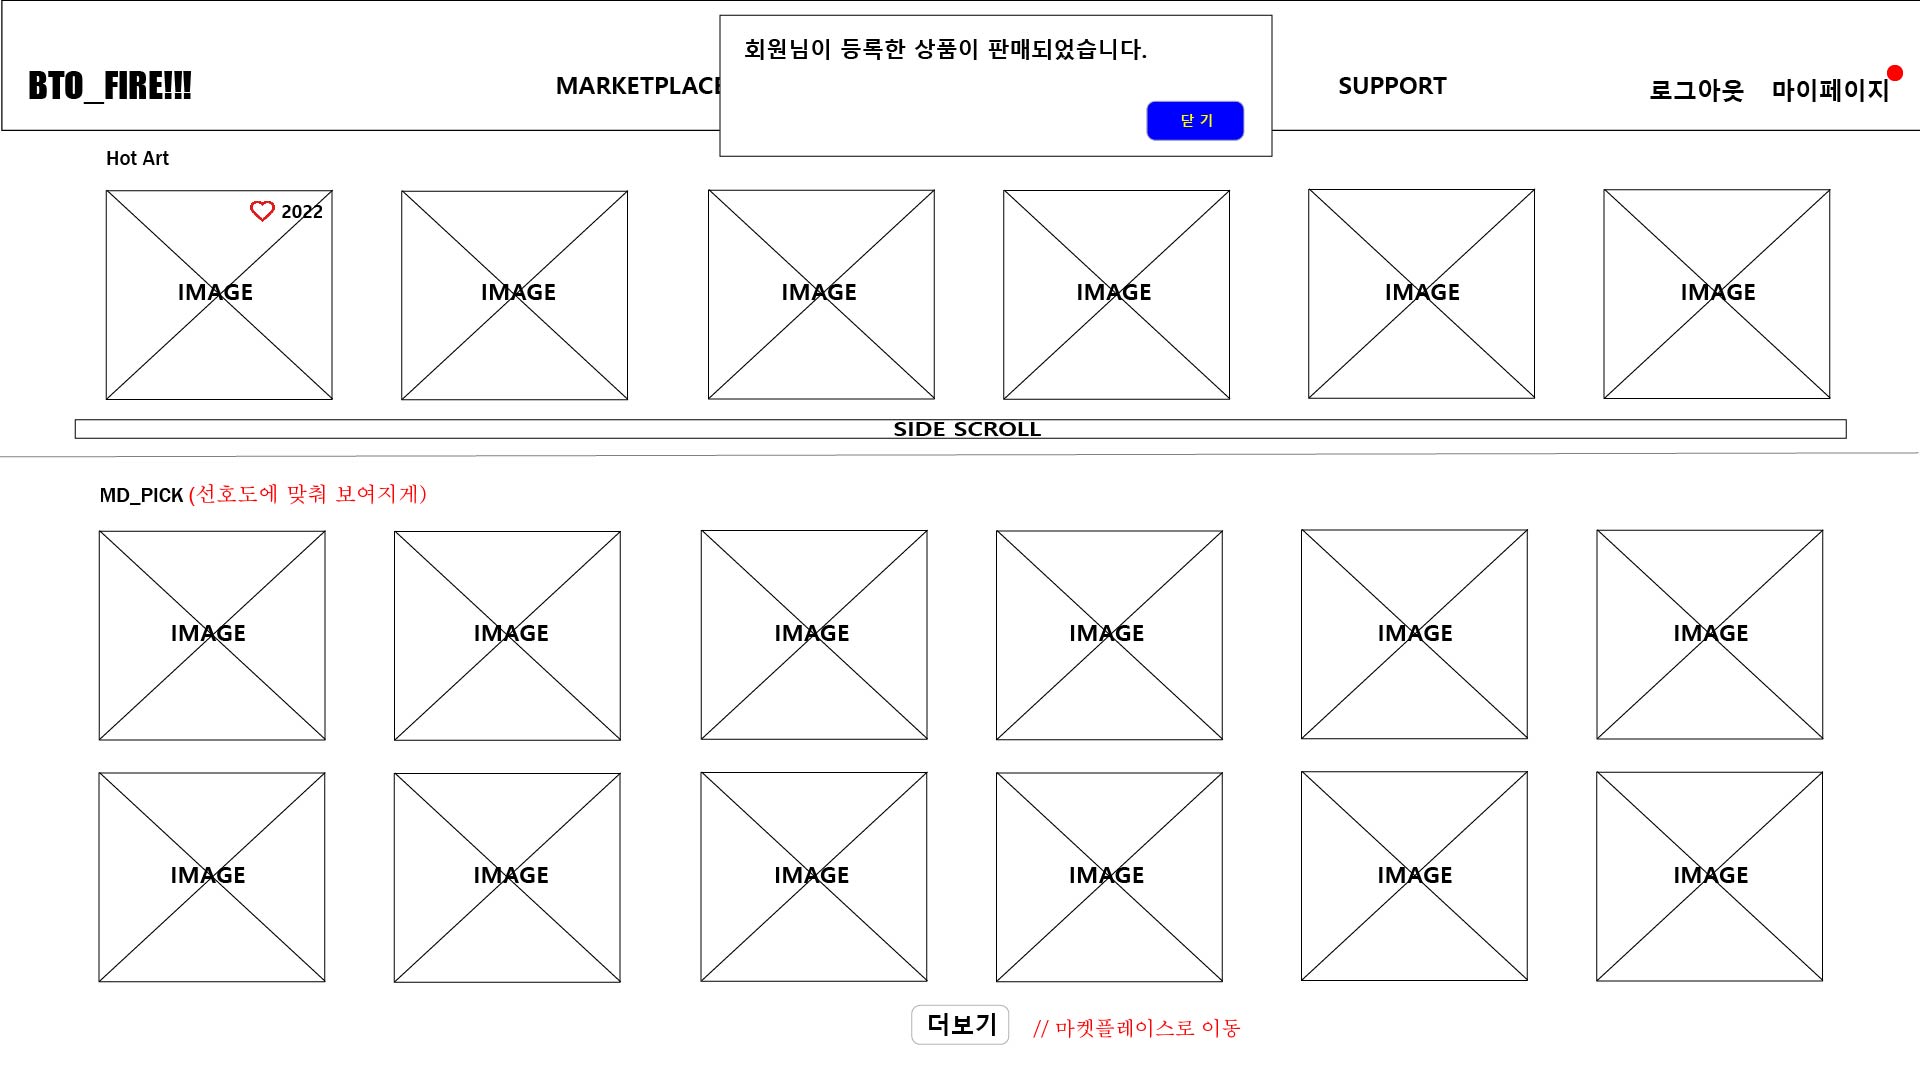 회원님이 등록한 상품이 판매되었습니다.
BTO_FIRE!!!
MARKETPLACE
SUPPORT
로그아웃
마이페이지
닫 기
Hot Art
2022
IMAGE IMAGE IMAGE IMAGE IMAGE IMAGE
SIDE SCROLL
MD_PICK (선호도에 맞춰 보여지게)
IMAGE IMAGE IMAGE IMAGE IMAGE IMAGE
IMAGE IMAGE IMAGE IMAGE IMAGE IMAGE
더보기 // 마켓플레이스로 이동